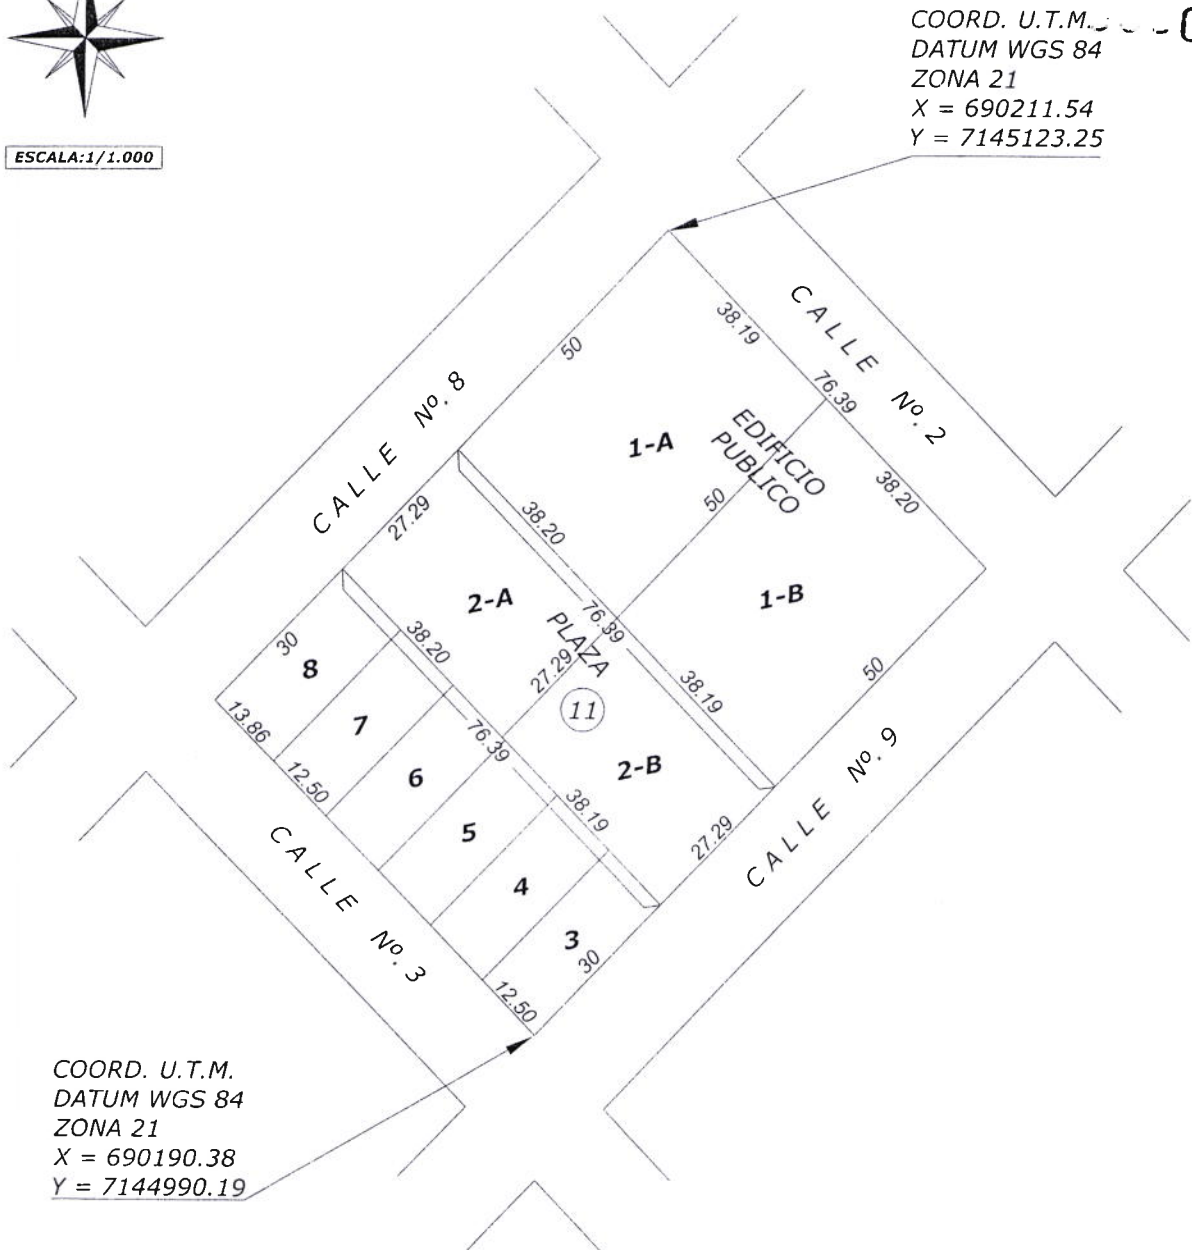 ESCALA:1/1.000
COORD. U.T.M.
DATUM WGS 84
ZONA 21
X = 690211.54
Y = 7145123.25
CALLE Nº. 8
CALLE Nº. 2
50
38.19
76.39
38.20
1-A
EDIFICIO
PUBLICO
50
1-B
50
27.29
38.20
76.39
38.19
2-A
PLAZA
27.29
11
2-B
27.29
CALLE Nº. 9
30
38.20
76.39
38.19
8
7
6
5
4
3
30
13.86
12.50
12.50
CALLE Nº. 3
COORD. U.T.M.
DATUM WGS 84
ZONA 21
X = 690190.38
Y = 7144990.19